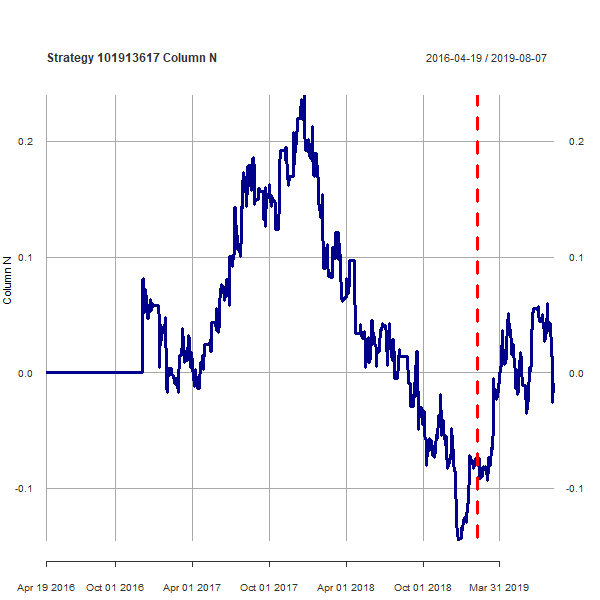 Strategy 101913617 Column N
2016-04-19 / 2019-08-07
0.2 0.2
0.1 0.1
Column N
0.0 0.0
-0.1 -0.1
Apr 19 2016 Oct 01 2016 Apr 01 2017 Oct 01 2017 Apr 01 2018 Oct 01 2018 Mar 31 2019